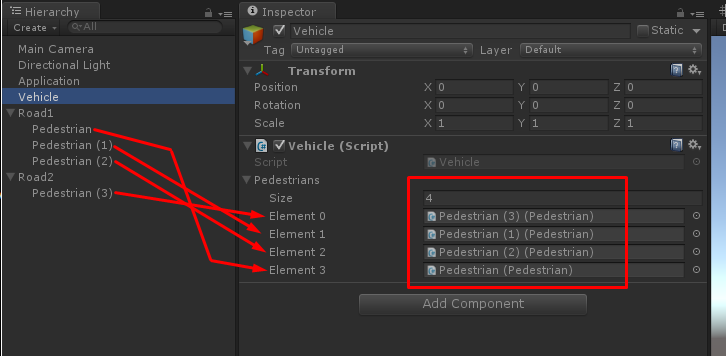 Hierarchy
Create
All
Main Camera
Directional Light
Application
Vehicle
Road1
Pedestrian
Pedestrian (1)
Pedestrian (2)
Road2
Pedestrian (3)
Inspector
Vehicle
Static
Tag Untagged Layer Default
Transform
Position X 0 Y 0 Z 0
Rotation X 0 Y 0 Z 0
Scale X 1 Y 1 Z 1
Vehicle (Script)
Script Vehicle
Pedestrians
Size 4
Element 0 Pedestrian (3) (Pedestrian)
Element 1 Pedestrian (1) (Pedestrian)
Element 2 Pedestrian (2) (Pedestrian)
Element 3 Pedestrian (Pedestrian)
Add Component